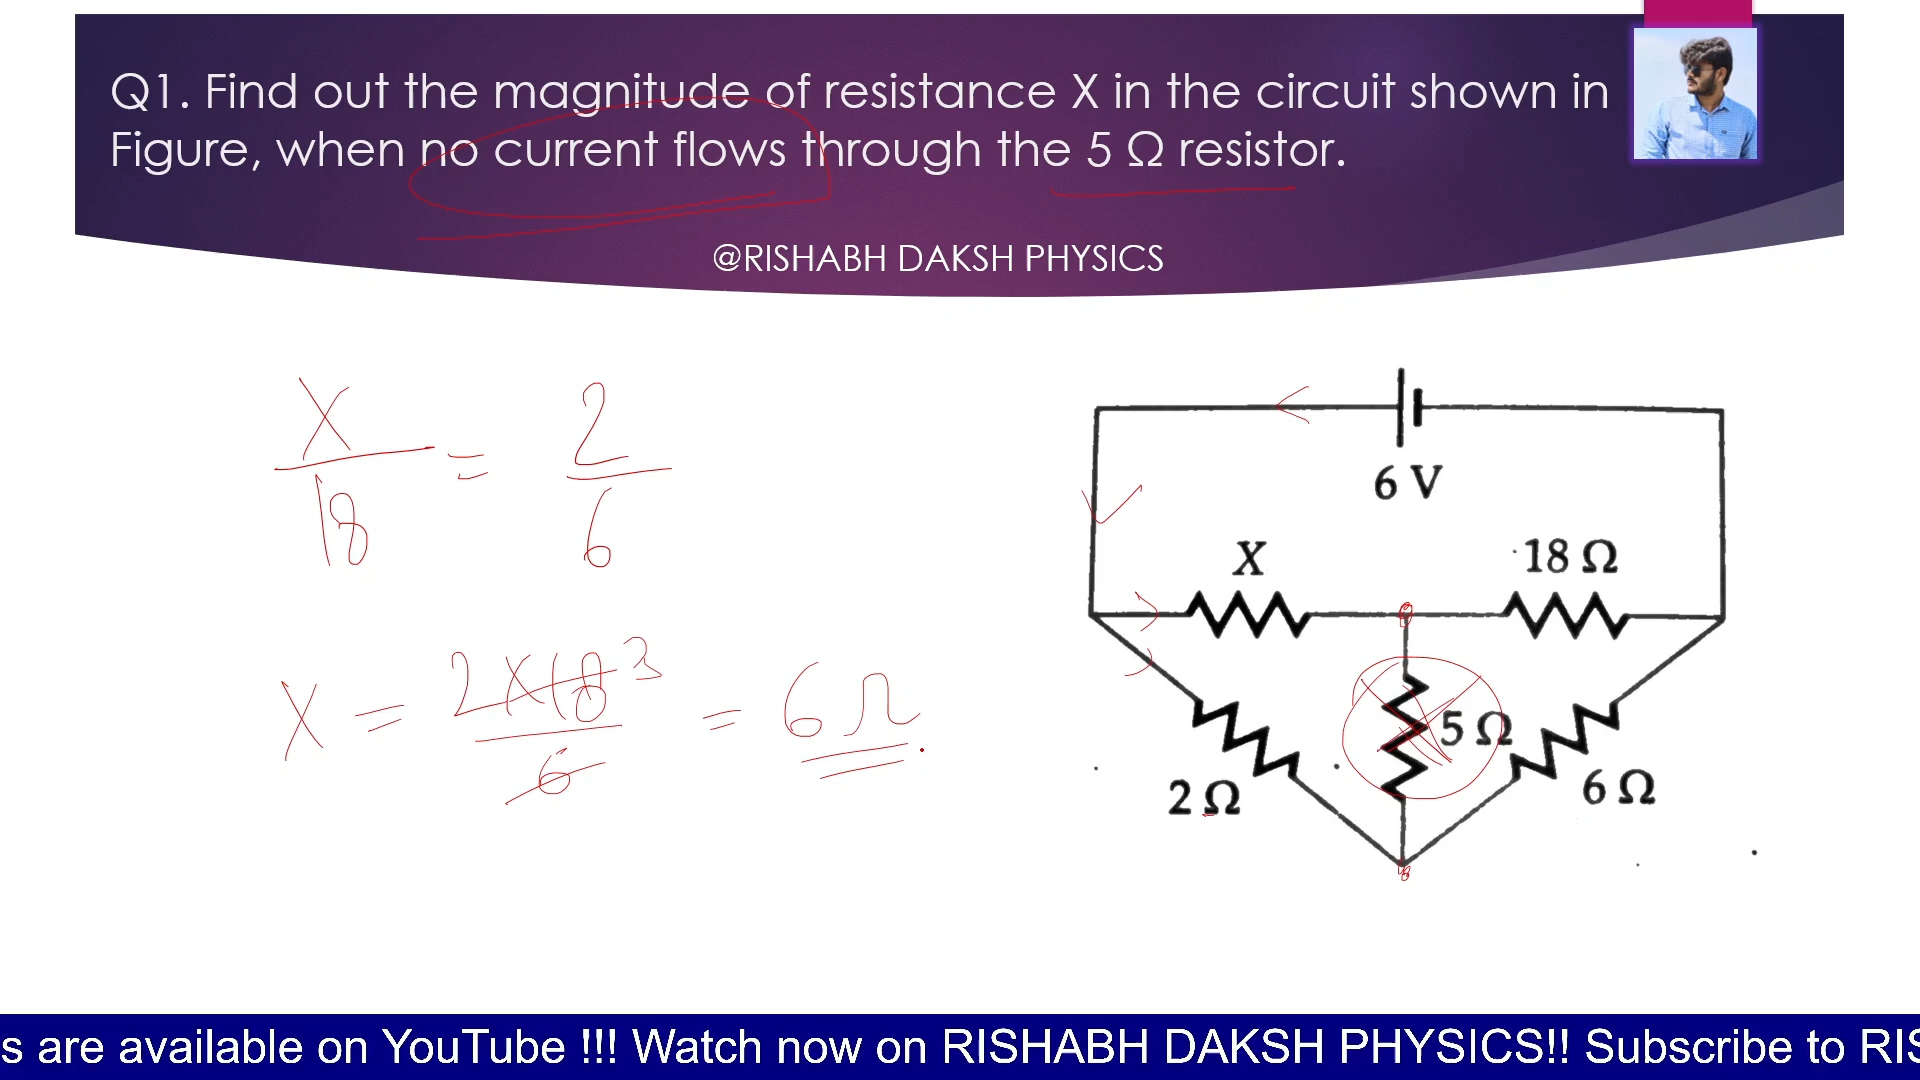 Q1. Find out the magnitude of resistance X in the circuit shown in
Figure, when no current flows through the 5 Ω resistor.
@RISHABH DAKSH PHYSICS
X/18 = 2/6
X = 2×18 3/6 = 6Ω
6 V
X
18 Ω
5 Ω
2 Ω
6 Ω
s are available on YouTube !!! Watch now on RISHABH DAKSH PHYSICS!! Subscribe to RIS